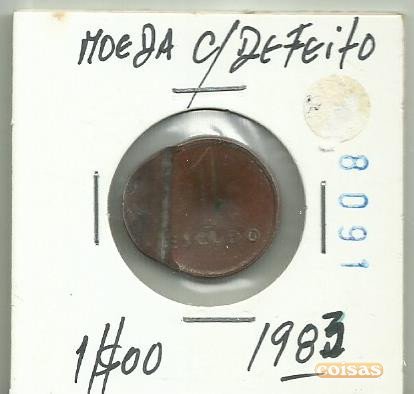 MOEDA C/DEFEITO
8091
1
ESCUDO
1$00 1983
coisas